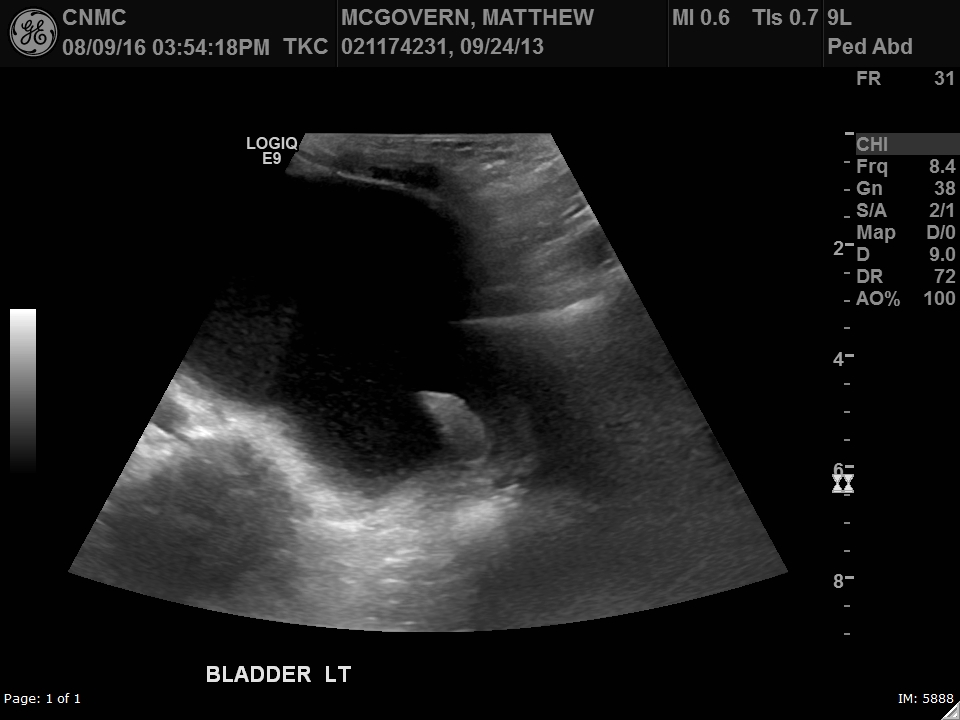 CNMC
08/09/16 03:54:18PM TKC
MCGOVERN, MATTHEW
021174231, 09/24/13
MI 0.6 TIs 0.7
9L
Ped Abd
FR 31
CHI
Frq 8.4
Gn 38
S/A 2/1
Map D/0
D 9.0
DR 72
AO% 100
LOGIQ
E9
2
4
6
8
BLADDER LT
Page: 1 of 1
IM: 5888